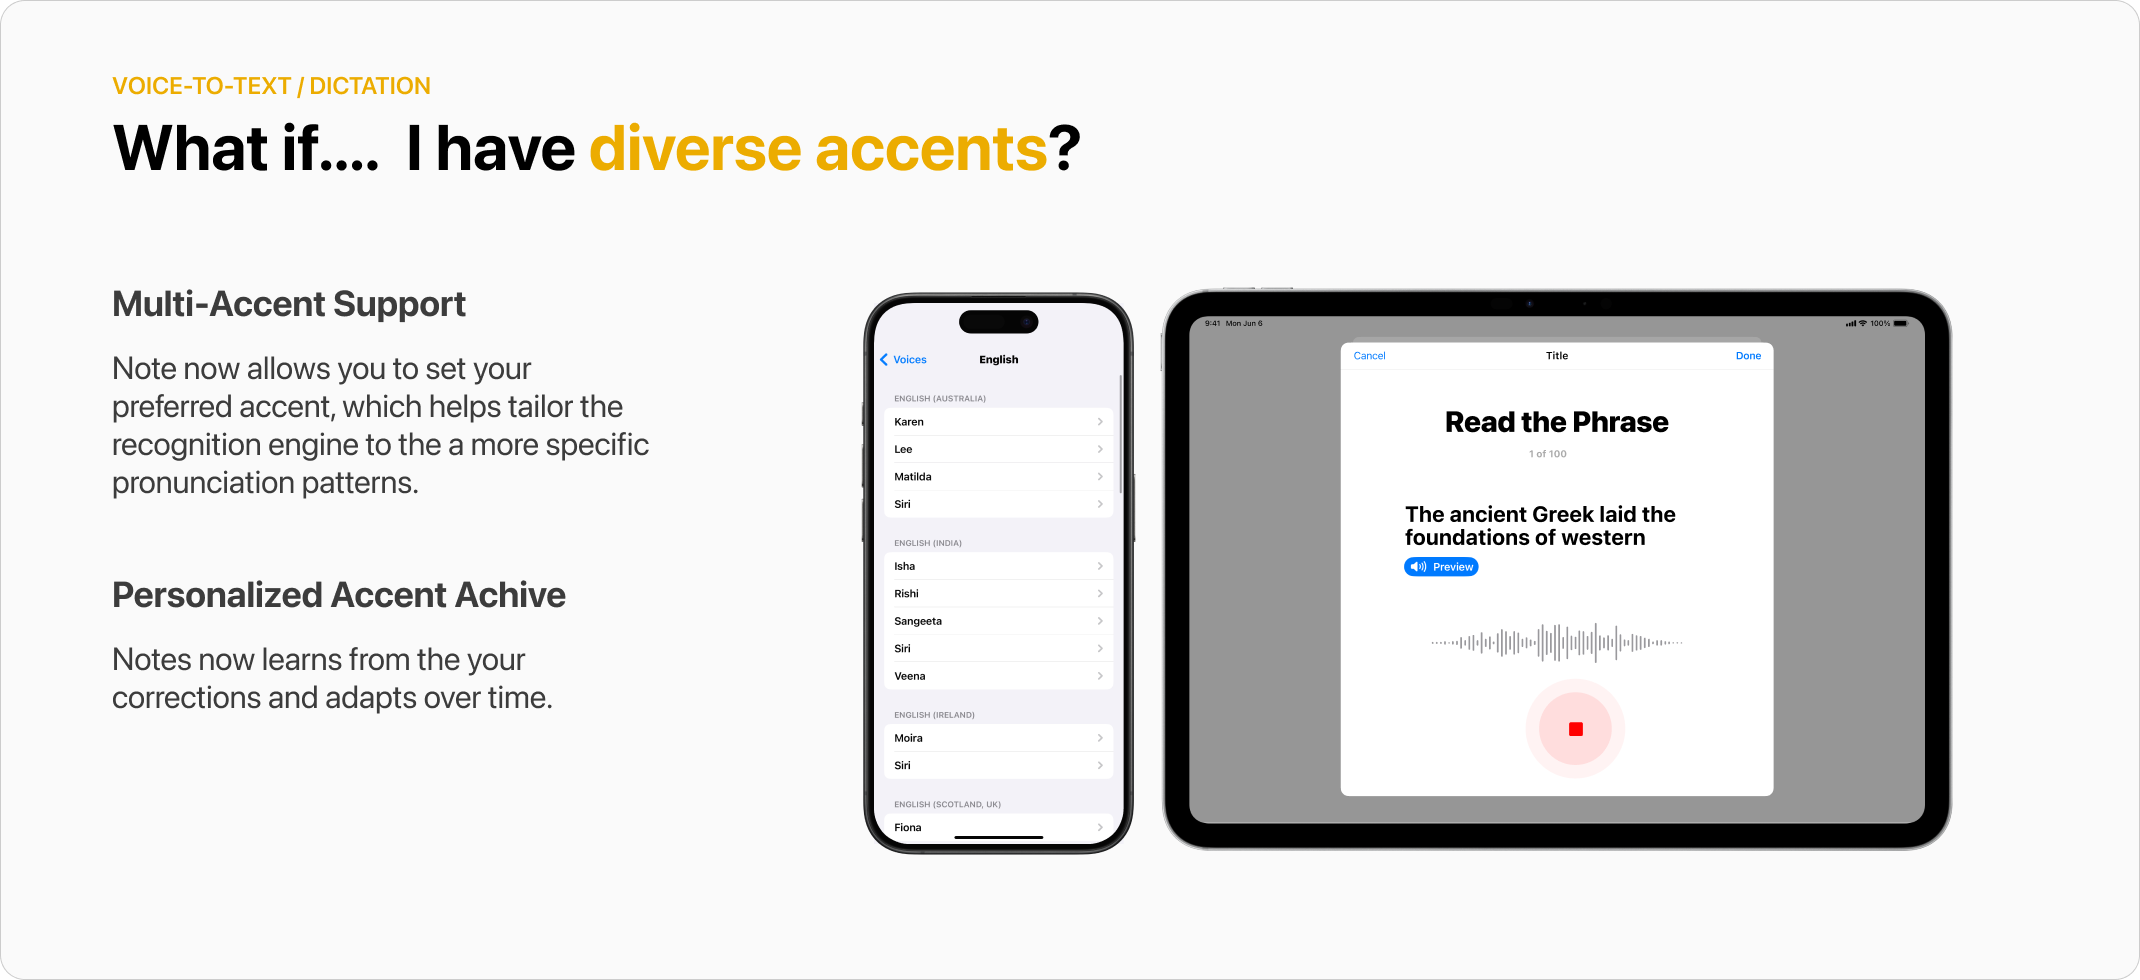 VOICE-TO-TEXT / DICTATION
What if.... I have diverse accents?
Multi-Accent Support
Note now allows you to set your
preferred accent, which helps tailor the
recognition engine to the a more specific
pronunciation patterns.
Personalized Accent Achive
Notes now learns from the your
corrections and adapts over time.
Voices English
ENGLISH (AUSTRALIA)
Karen
Lee
Matilda
Siri
ENGLISH (INDIA)
Isha
Rishi
Sangeeta
Siri
Veena
ENGLISH (IRELAND)
Moira
Siri
ENGLISH (SCOTLAND, UK)
Fiona
9:41 Mon Jun 6 100%
Cancel Title Done
Read the Phrase
1 of 100
The ancient Greek laid the
foundations of western
Preview